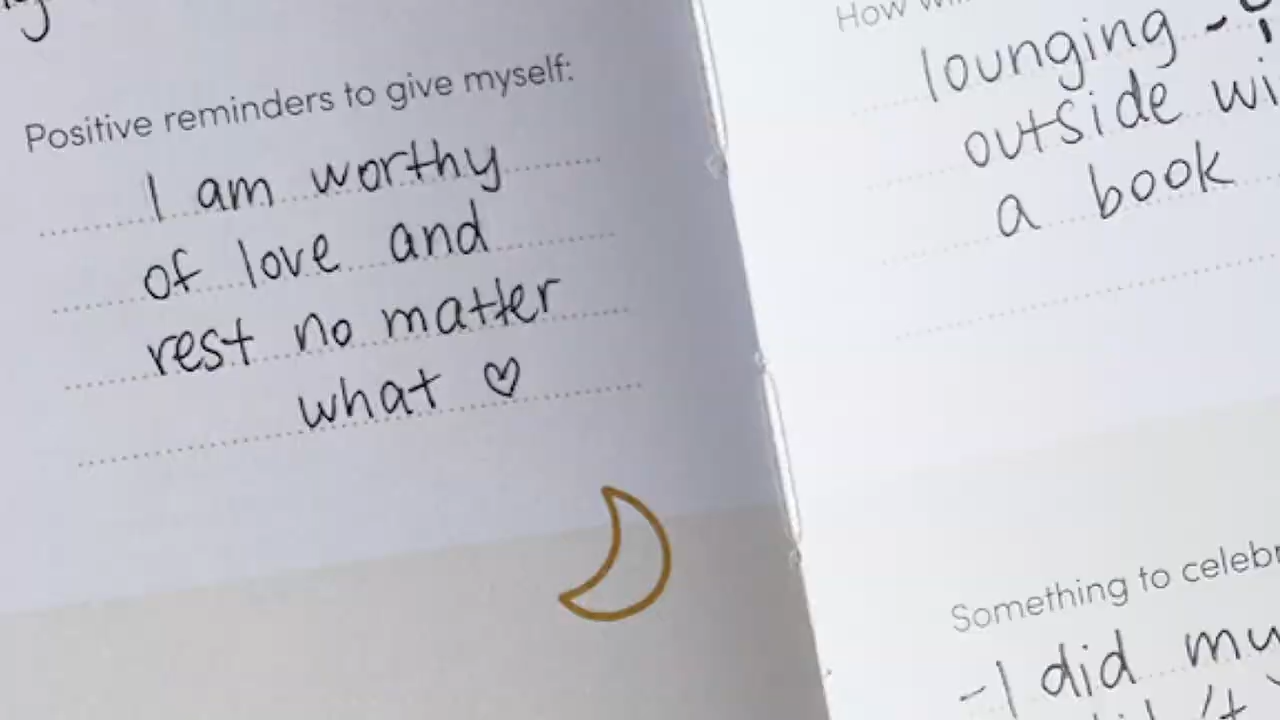 Positive reminders to give myself:
I am worthy
of love and
rest no matter
what ♡
How
lounging -
outside
a book
Something to
-I did